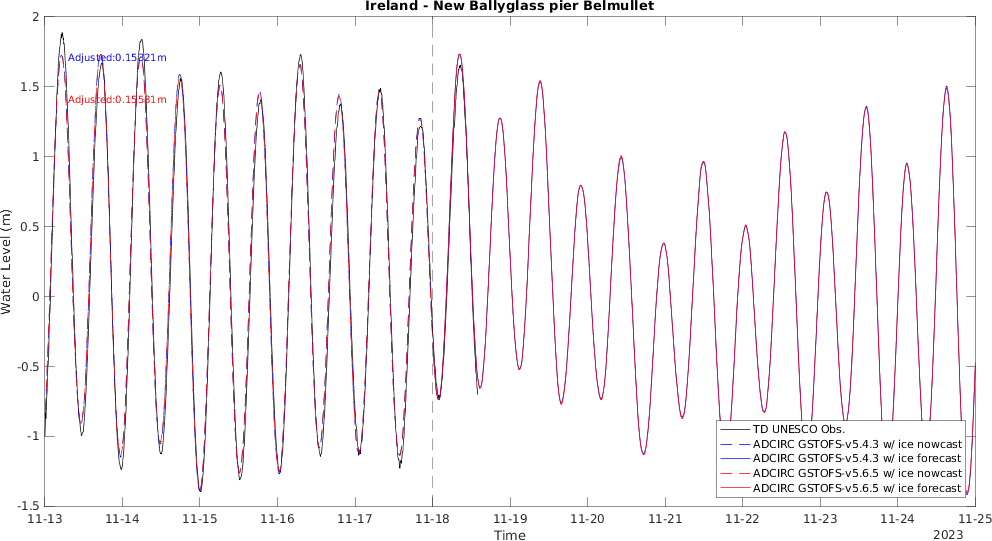 Ireland - New Ballyglass pier Belmullet
Water Level (m)
2
1.5
1
0.5
0
-0.5
-1
-1.5
Adjusted:0.15321m
Adjusted:0.15531m
TD UNESCO Obs.
ADCIRC GSTOFS-v5.4.3 w/ ice nowcast
ADCIRC GSTOFS-v5.4.3 w/ ice forecast
ADCIRC GSTOFS-v5.6.5 w/ ice nowcast
ADCIRC GSTOFS-v5.6.5 w/ ice forecast
11-13 11-14 11-15 11-16 11-17 11-18 11-19 11-20 11-21 11-22 11-23 11-24 11-25
Time
2023